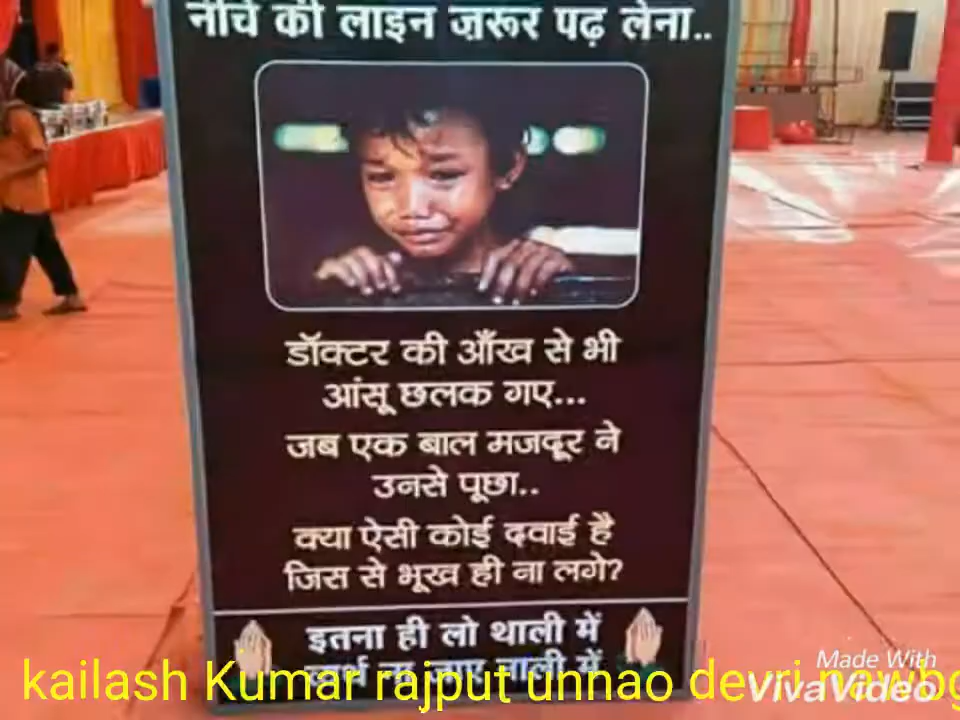 नीचे की लाइन ज़रूर पढ़ लेना..
डॉक्टर की आँख से भी
आंसू छलक गए...
जब एक बाल मजदूर ने
उनसे पूछा..
क्या ऐसी कोई दवाई है
जिस से भूख ही ना लगे?
इतना ही लो थाली में
व्यर्थ ना जाए नाली में
kailash Kumar rajput unnao devri
Made With
VivaVideo